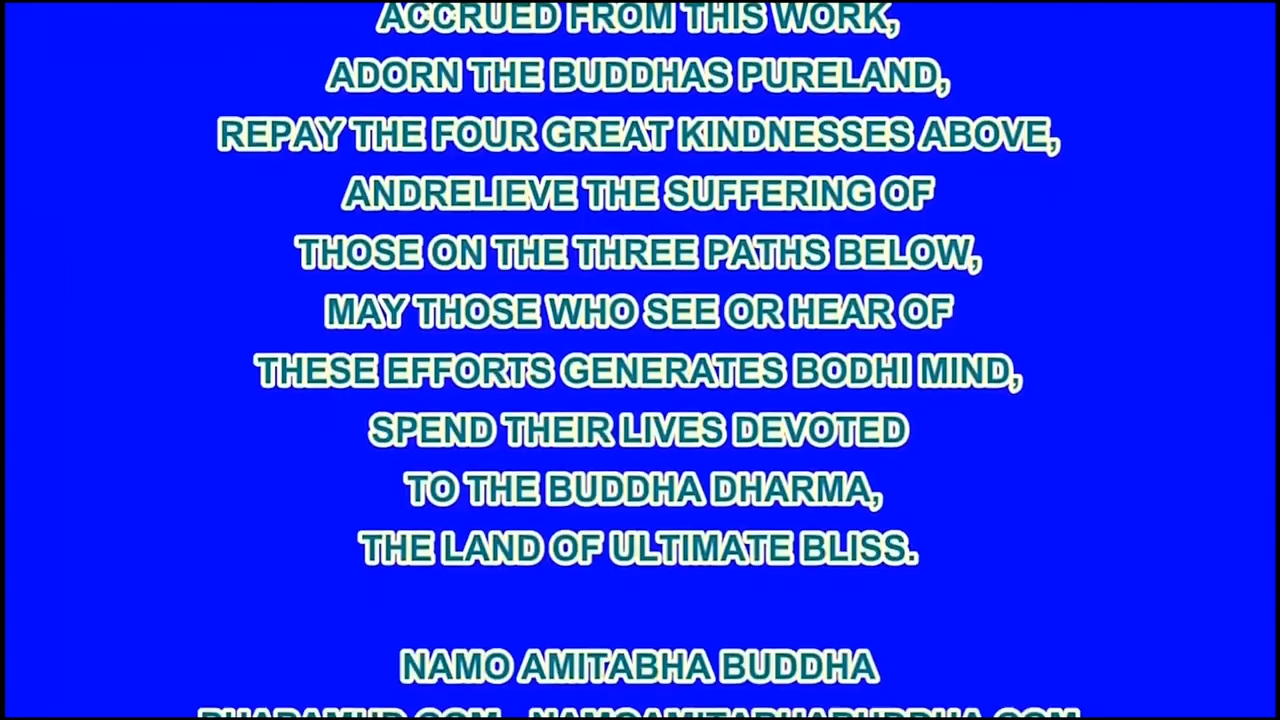 ACCRUED FROM THIS WORK,
ADORN THE BUDDHAS PURELAND,
REPAY THE FOUR GREAT KINDNESSES ABOVE,
ANDRELIEVE THE SUFFERING OF
THOSE ON THE THREE PATHS BELOW,
MAY THOSE WHO SEE OR HEAR OF
THESE EFFORTS GENERATES BODHI MIND,
SPEND THEIR LIVES DEVOTED
TO THE BUDDHA DHARMA,
THE LAND OF ULTIMATE BLISS.
NAMO AMITABHA BUDDHA
NAMOAMITABHABUDDHA.COM